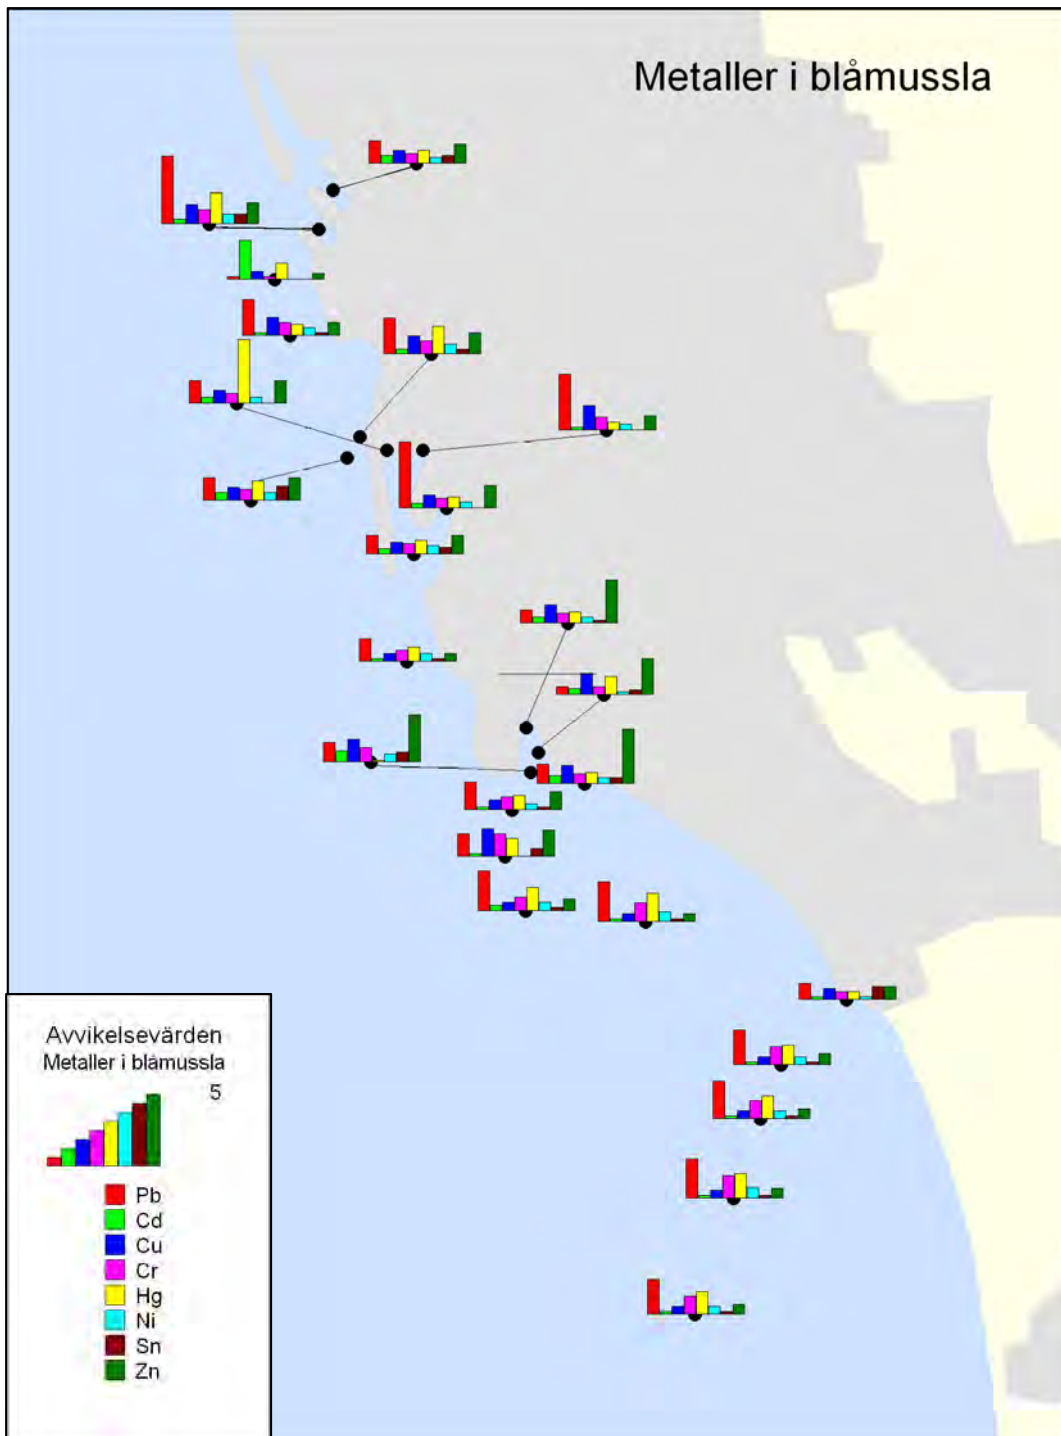 Metaller i blåmussla
Avvikelsevärden
Metaller i blåmussla
5
Pb
Cd
Cu
Cr
Hg
Ni
Sn
Zn